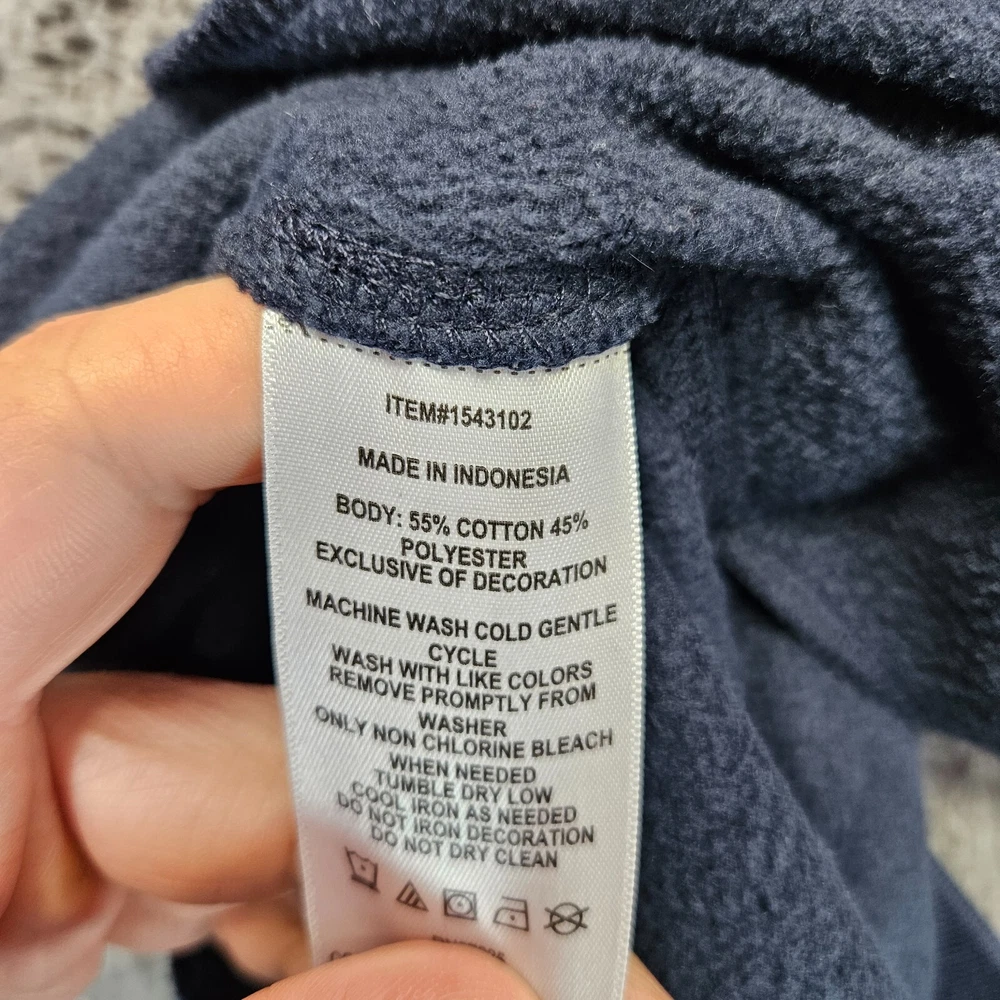 ITEM#1543102
MADE IN INDONESIA
BODY: 55% COTTON 45%
POLYESTER
EXCLUSIVE OF DECORATION
MACHINE WASH COLD GENTLE
CYCLE
WASH WITH LIKE COLORS
REMOVE PROMPTLY FROM
WASHER
ONLY NON CHLORINE BLEACH
WHEN NEEDED
TUMBLE DRY LOW
COOL IRON AS NEEDED
DO NOT IRON DECORATION
DO NOT DRY CLEAN